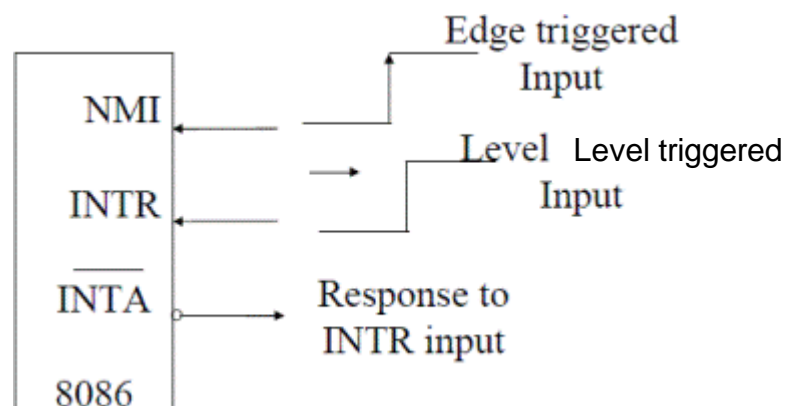 Edge triggered
Input
NMI
Level Level triggered
Input
INTR
INTA
Response to
INTR input
8086